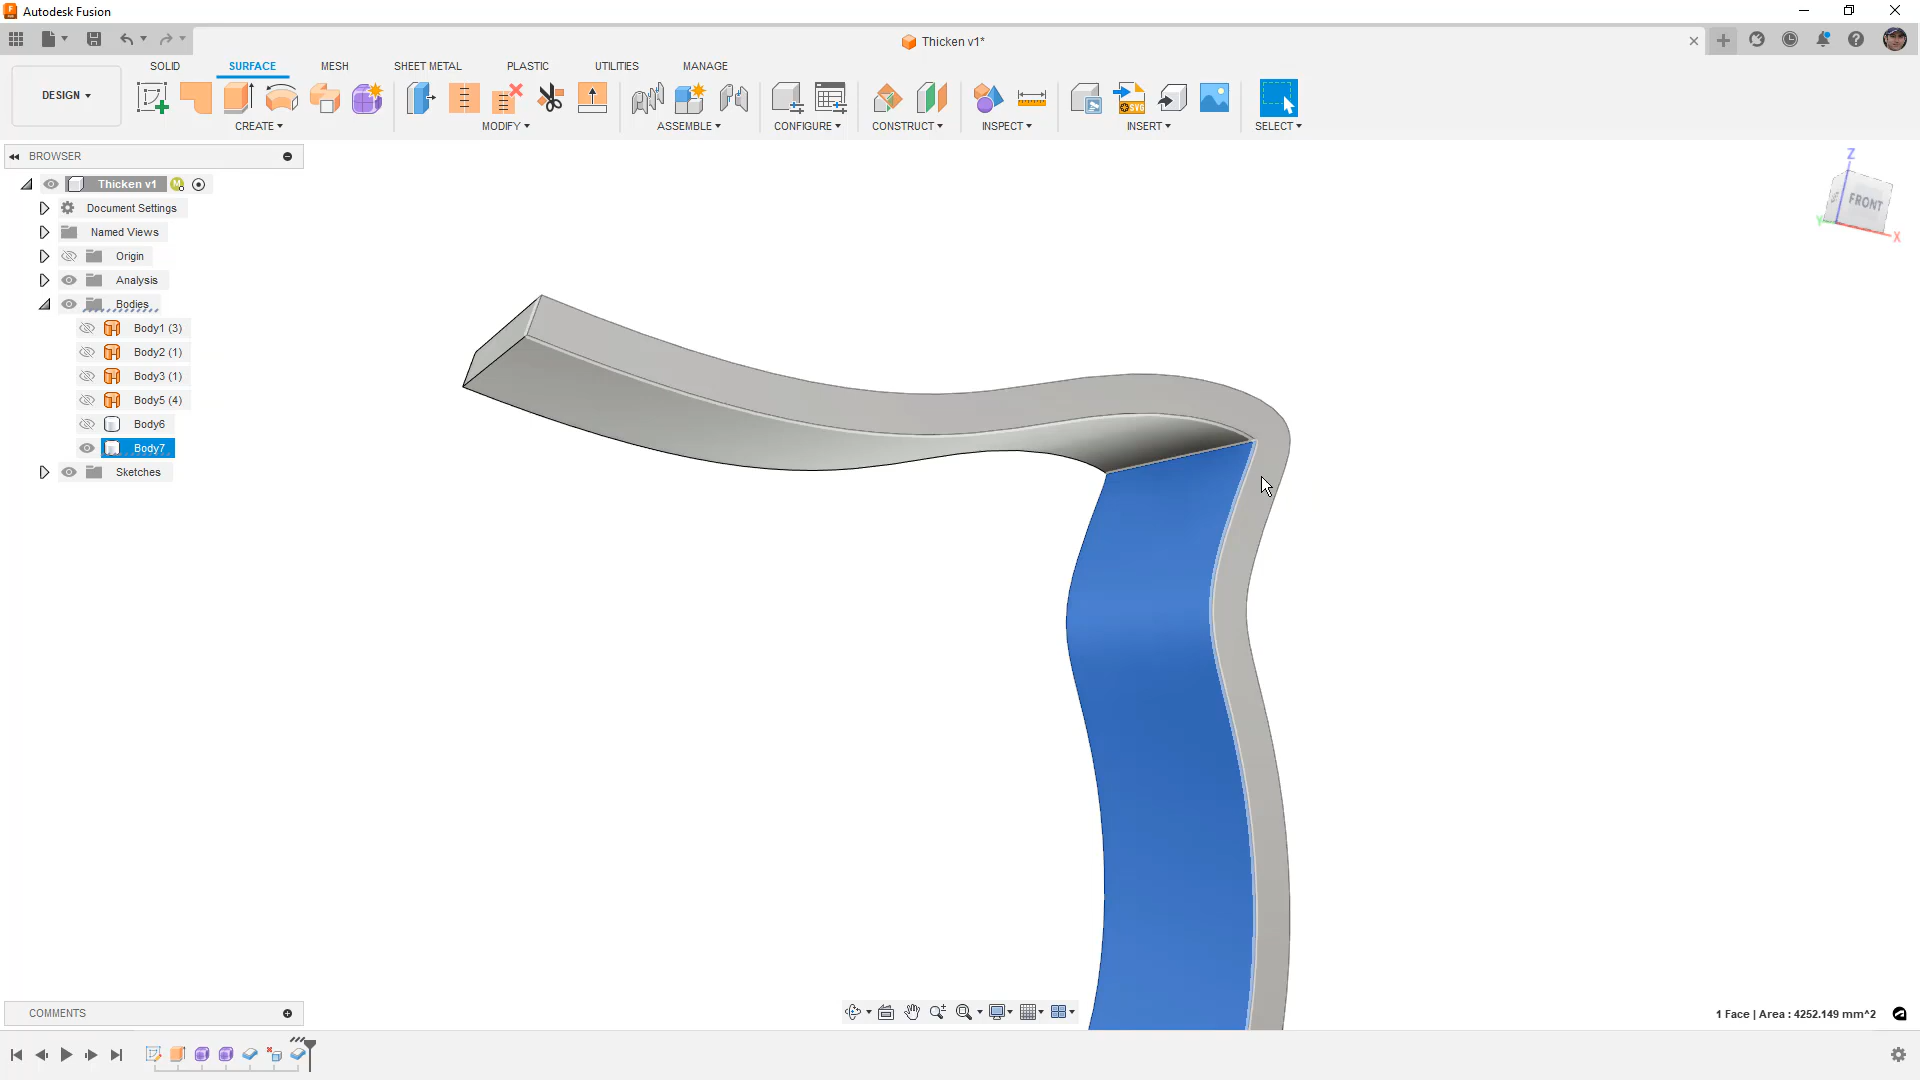 Autodesk Fusion
Thicken v1*
SOLID SURFACE MESH SHEET METAL PLASTIC UTILITIES MANAGE
DESIGN
CREATE MODIFY ASSEMBLE CONFIGURE CONSTRUCT INSPECT INSERT SELECT
BROWSER
Thicken v1
Document Settings
Named Views
Origin
Analysis
Bodies
Body1 (3)
Body2 (1)
Body3 (1)
Body5 (4)
Body6
Body7
Sketches
Z
FRONT
Y
X
COMMENTS
1 Face | Area : 4252.149 mm^2